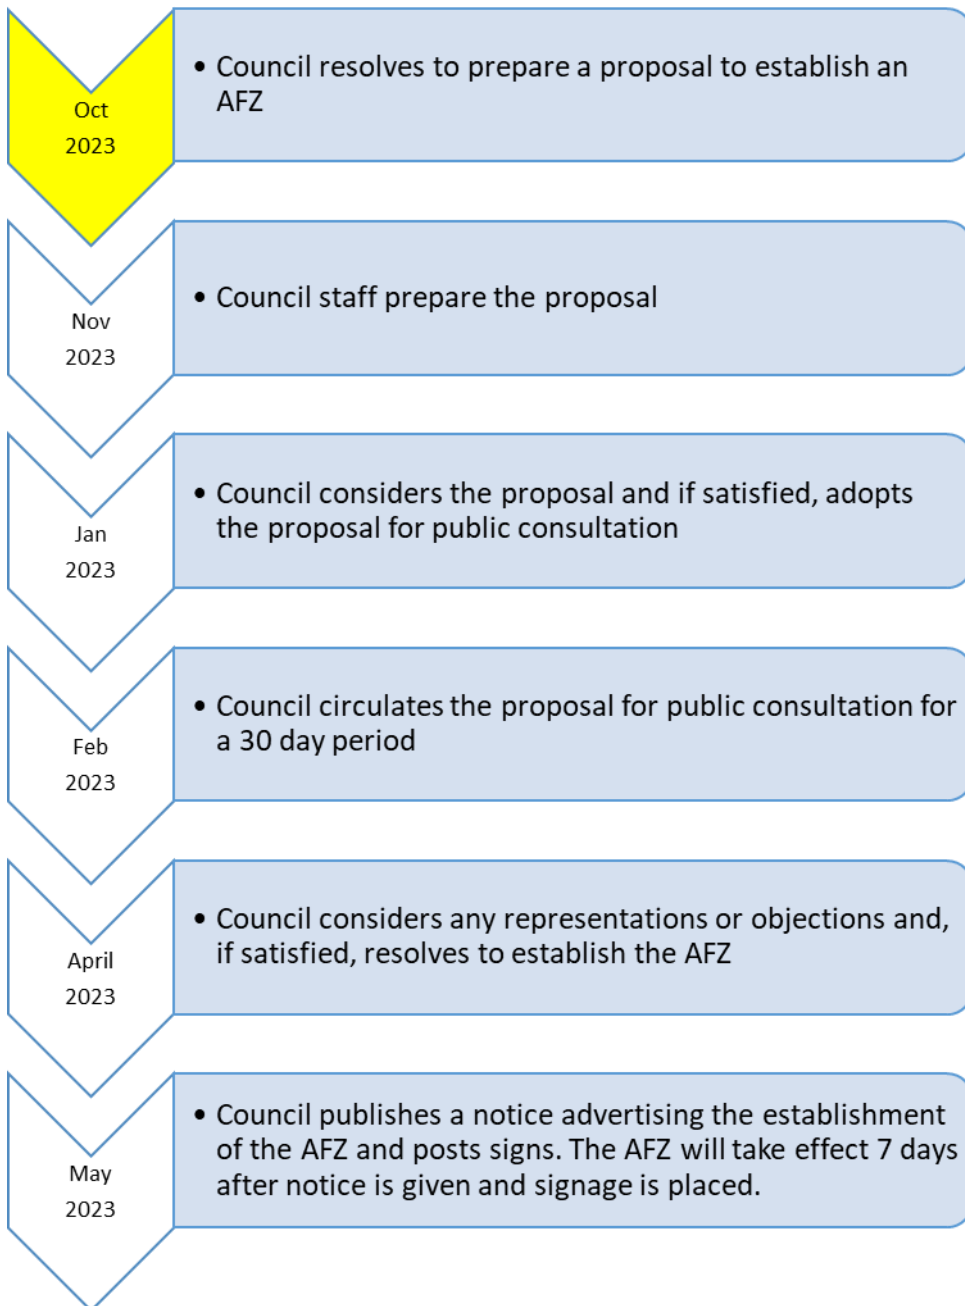 Oct
2023
• Council resolves to prepare a proposal to establish an
AFZ
Nov
2023
• Council staff prepare the proposal
Jan
2023
• Council considers the proposal and if satisfied, adopts
the proposal for public consultation
Feb
2023
• Council circulates the proposal for public consultation for
a 30 day period
April
2023
• Council considers any representations or objections and,
if satisfied, resolves to establish the AFZ
May
2023
• Council publishes a notice advertising the establishment
of the AFZ and posts signs. The AFZ will take effect 7 days
after notice is given and signage is placed.